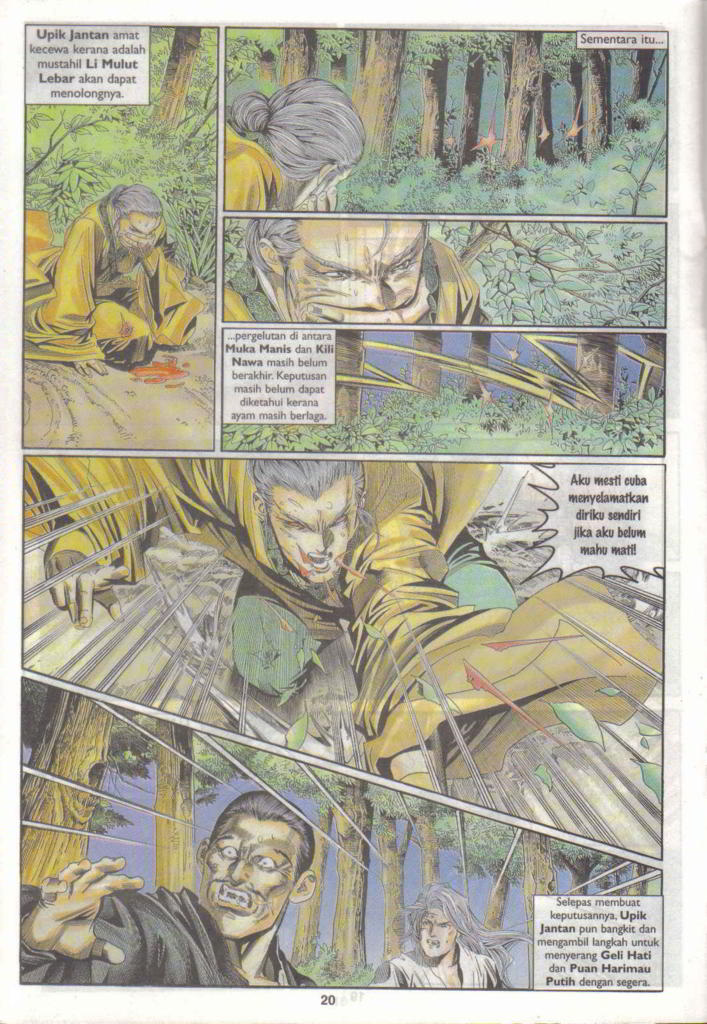 Upik Jantan amat
kecewa kerana adalah
mustahil Li Mulut
Lebar akan dapat
menolongnya.
Sementara itu...
...pergelutan di antara
Muka Manis dan Kili
Nawa masih belum
berakhir. Keputusan
masih belum dapat
diketahui kerana
ayam masih berlaga.
Aku mesti cuba
menyelamatkan
diriku sendiri
jika aku belum
mahu mati!
Selepas membuat
keputusannya, Upik
Jantan pun bangkit dan
mengambil langkah untuk
menyerang Geli Hati
dan Puan Harimau
Putih dengan segera.
20